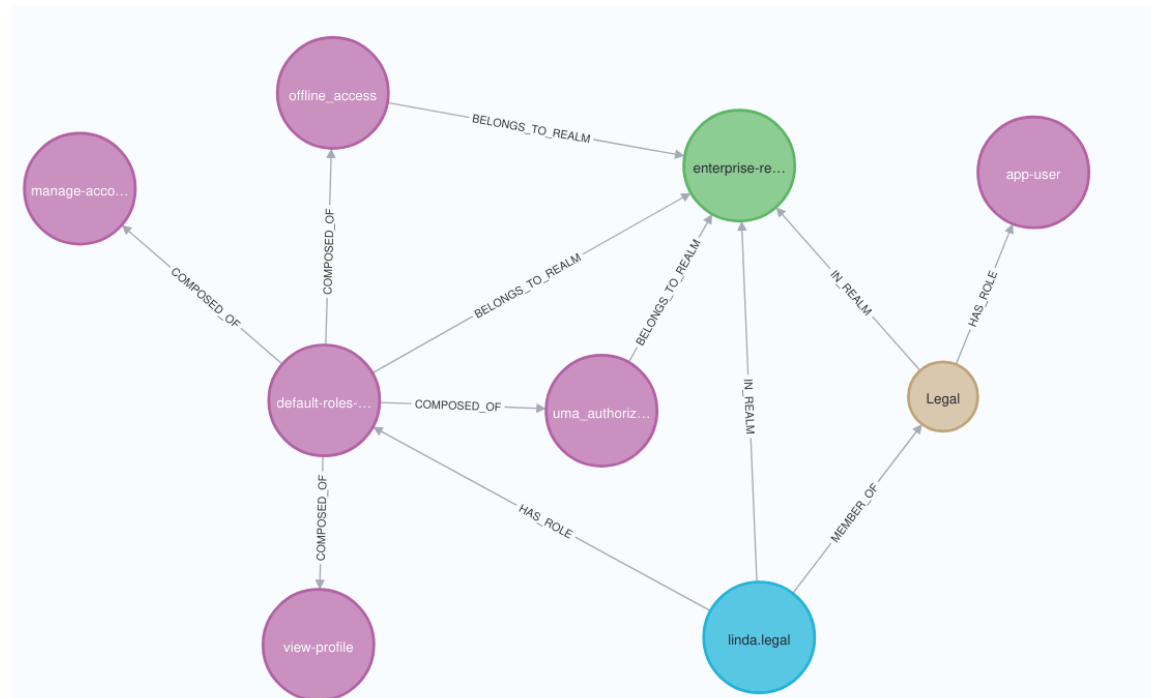 offline_access
BELONGS_TO_REALM
enterprise-re...
app-user
manage-acco...
COMPOSED_OF
COMPOSED_OF
BELONGS_TO_REALM
BELONGS_TO_REALM
IN_REALM
HAS_ROLE
default-roles-...
COMPOSED_OF
uma_authoriz...
IN_REALM
Legal
COMPOSED_OF
HAS_ROLE
MEMBER_OF
view-profile
linda.legal